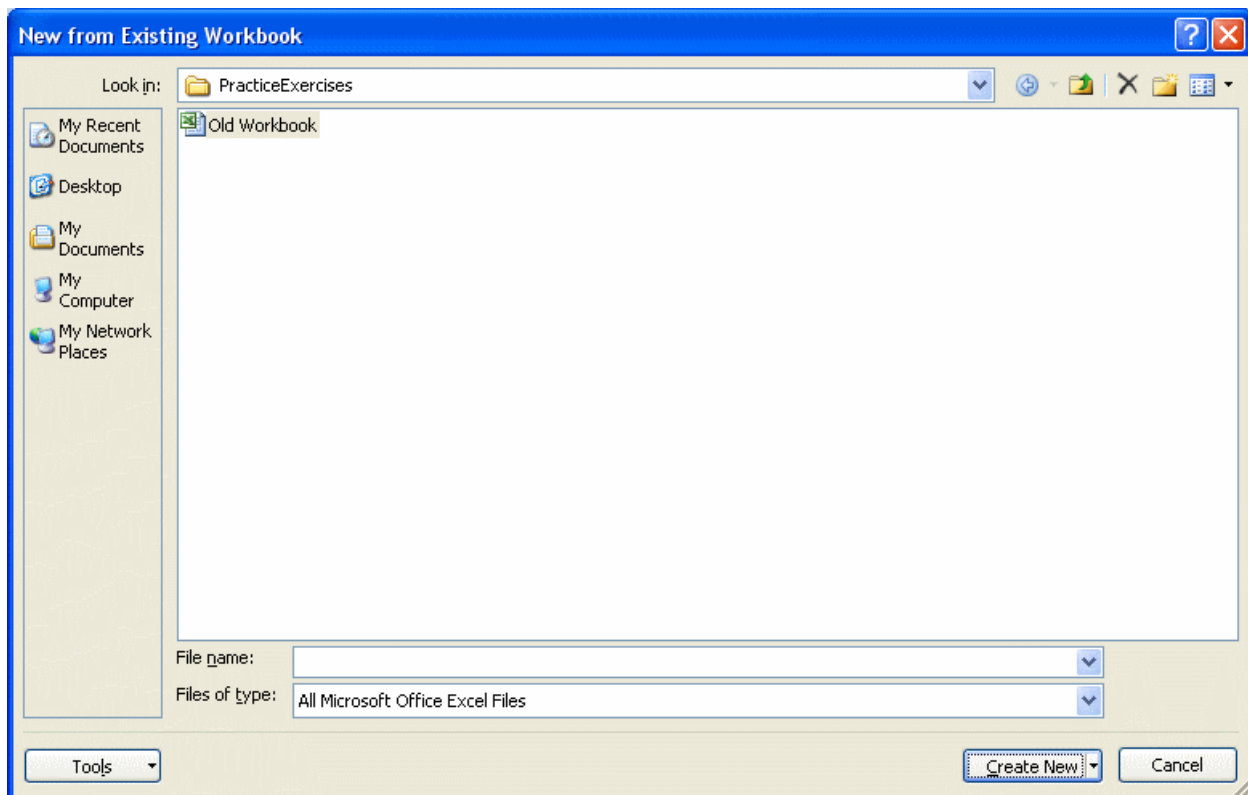 New from Existing Workbook
Look in:
PracticeExercises
My Recent
Documents
Desktop
My
Documents
My
Computer
My Network
Places
Old Workbook
File name:
Files of type:
All Microsoft Office Excel Files
Tools
Create New
Cancel